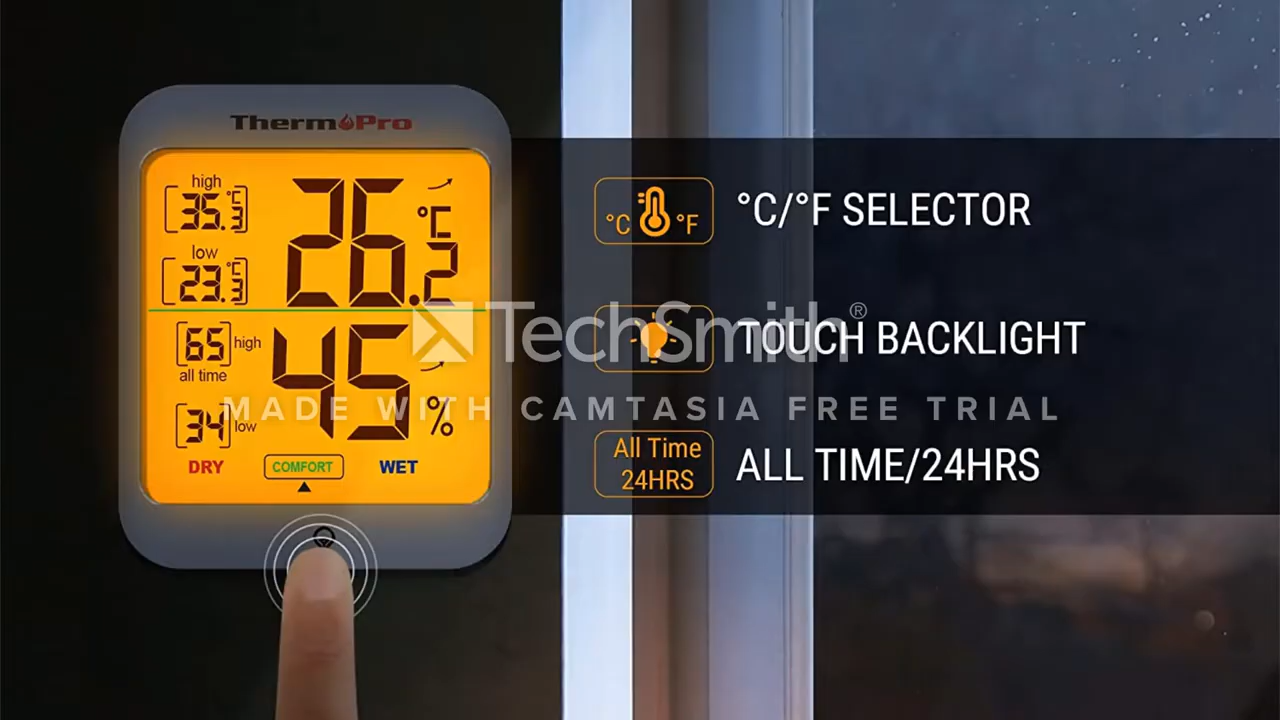 ThermoPro
high
35.3 °C
26.2 °C
low
23.3 °C
65 high
all time
45 %
34 low
DRY
COMFORT
WET
°C °F
°C/°F SELECTOR
TOUCH BACKLIGHT
All Time
24HRS
ALL TIME/24HRS
TechSmith®
MADE WITH CAMTASIA FREE TRIAL